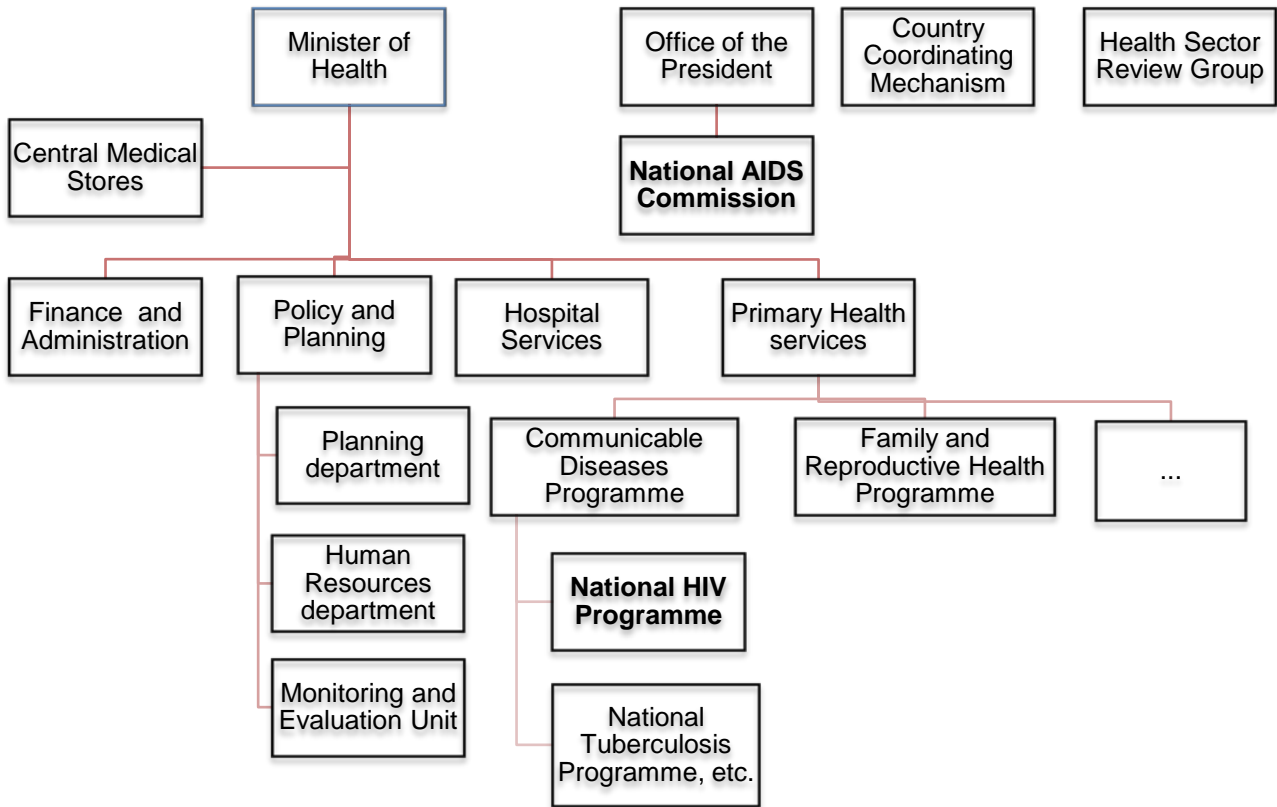 Minister of
Health
Office of the
President
Country
Coordinating
Mechanism
Health Sector
Review Group
Central Medical
Stores
National AIDS
Commission
Finance and
Administration
Policy and
Planning
Hospital
Services
Primary Health
services
Planning
department
Communicable
Diseases
Programme
Family and
Reproductive Health
Programme
...
Human
Resources
department
National HIV
Programme
Monitoring and
Evaluation Unit
National
Tuberculosis
Programme, etc.